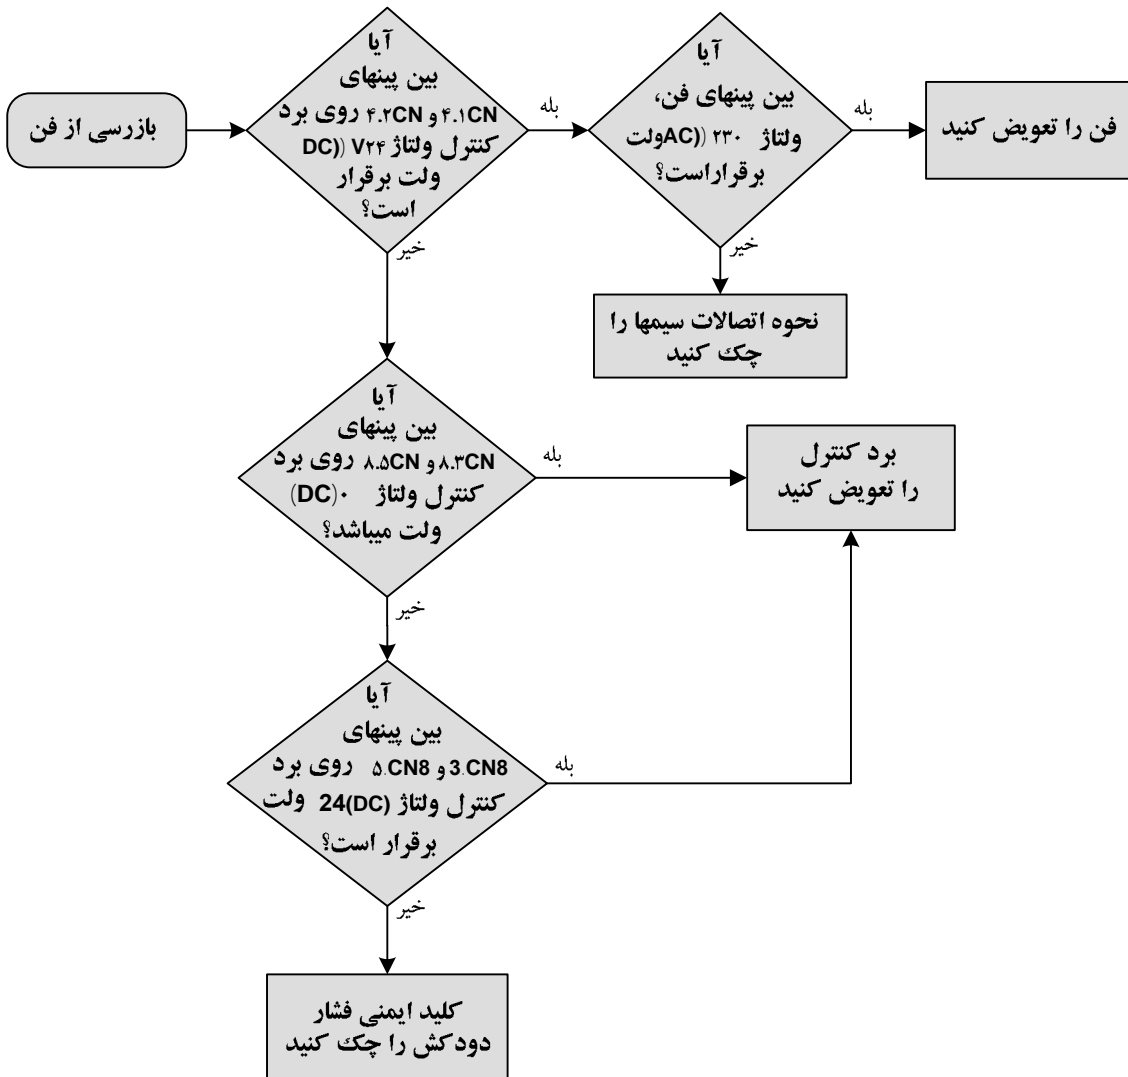 بازرسی از فن
آیا
بین پینهای
۴.۱CN و ۴.۲CN روی برد
کنترل ولتاژ V۲۴ ((DC
ولت برقرار
است؟
بله
خیر
آیا
بین پینهای فن،
ولتاژ ۲۳۰ ((ACولت
برقراراست؟
بله
خیر
فن را تعویض کنید
نحوه اتصالات سیمها را
چک کنید
آیا
بین پینهای
۸.۳CN و ۸.۵CN روی برد
کنترل ولتاژ ۰(DC)
ولت میباشد؟
بله
خیر
برد کنترل
را تعویض کنید
آیا
بین پینهای
3.CN8 و ۵.CN8 روی برد
کنترل ولتاژ 24(DC) ولت
برقرار است؟
بله
خیر
کلید ایمنی فشار
دودکش را چک کنید